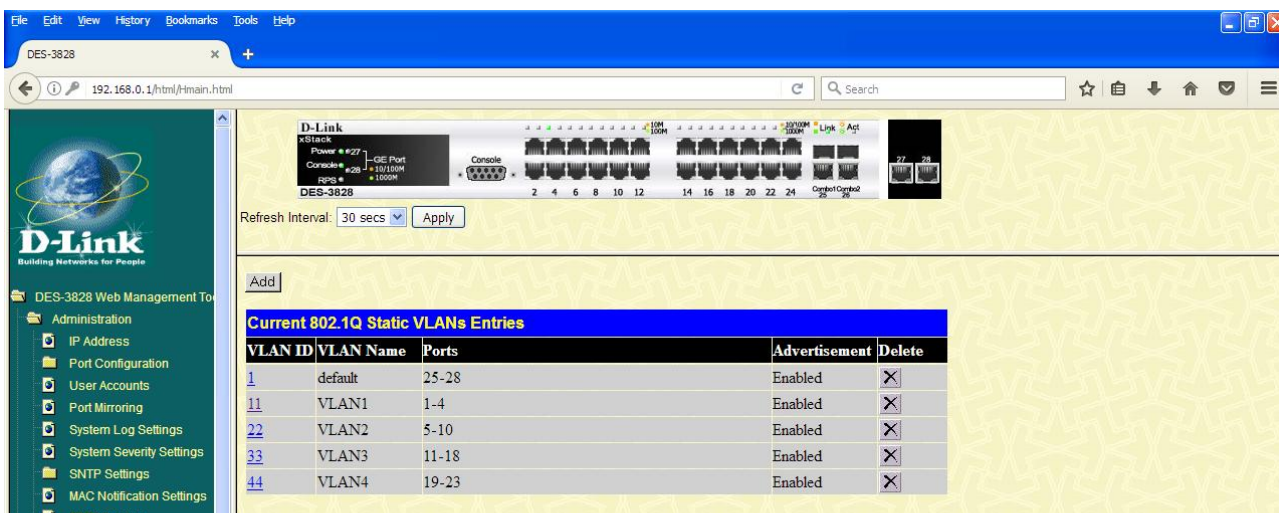 File Edit View History Bookmarks Tools Help
DES-3828
192.168.0.1/html/Hmain.html
Search
D-Link
Building Networks for People
DES-3828 Web Management To
Administration
IP Address
Port Configuration
User Accounts
Port Mirroring
System Log Settings
System Severity Settings
SNTP Settings
MAC Notification Settings
D-Link
xStack
Power 27
GE Port
Console 28 10/100M
RPS 1000M
DES-3828
Console
10M
100M
10/100M
1000M
Link Act
2 4 6 8 10 12
14 16 18 20 22 24
Combo1 Combo2
25 26
27 28
Refresh Interval: 30 secs Apply
Add
Current 802.1Q Static VLANs Entries
VLAN ID VLAN Name Ports Advertisement Delete
1 default 25-28 Enabled
11 VLAN1 1-4 Enabled
22 VLAN2 5-10 Enabled
33 VLAN3 11-18 Enabled
44 VLAN4 19-23 Enabled